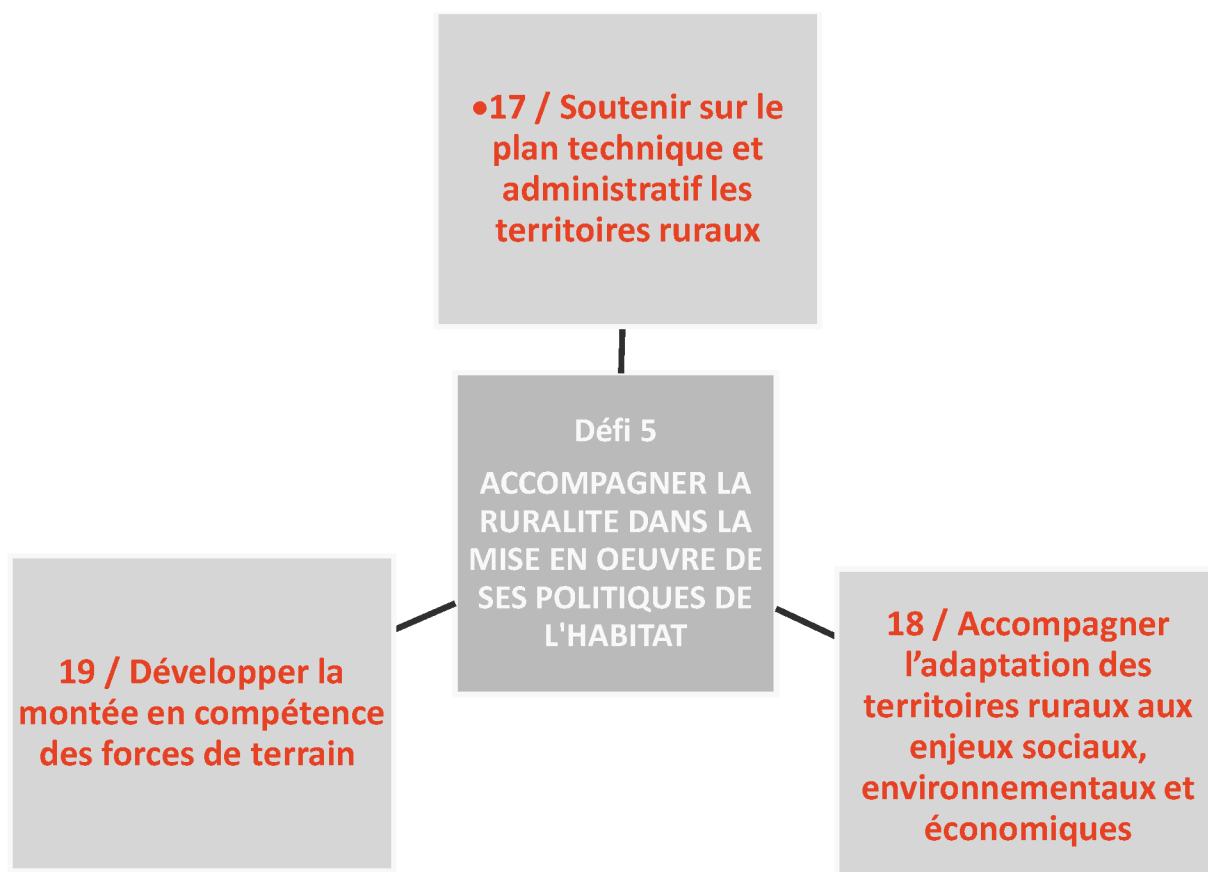 •17 / Soutenir sur le
plan technique et
administratif les
territoires ruraux
Défi 5
ACCOMPAGNER LA
RURALITE DANS LA
MISE EN OEUVRE DE
SES POLITIQUES DE
L'HABITAT
18 / Accompagner
l’adaptation des
territoires ruraux aux
enjeux sociaux,
environnementaux et
économiques
19 / Développer la
montée en compétence
des forces de terrain